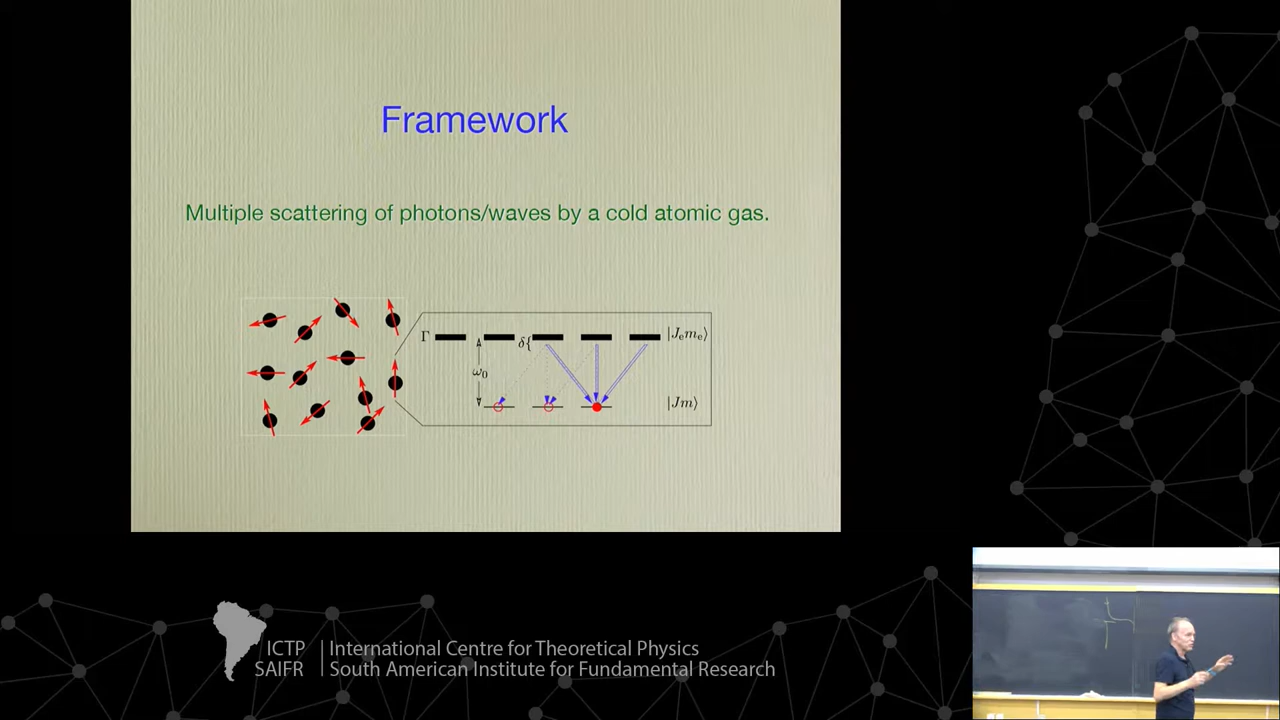 Framework
Multiple scattering of photons/waves by a cold atomic gas.
Γ
δ{
|Jₑmₑ⟩
ω₀
|Jm⟩
ICTP
SAIFR
International Centre for Theoretical Physics
South American Institute for Fundamental Research